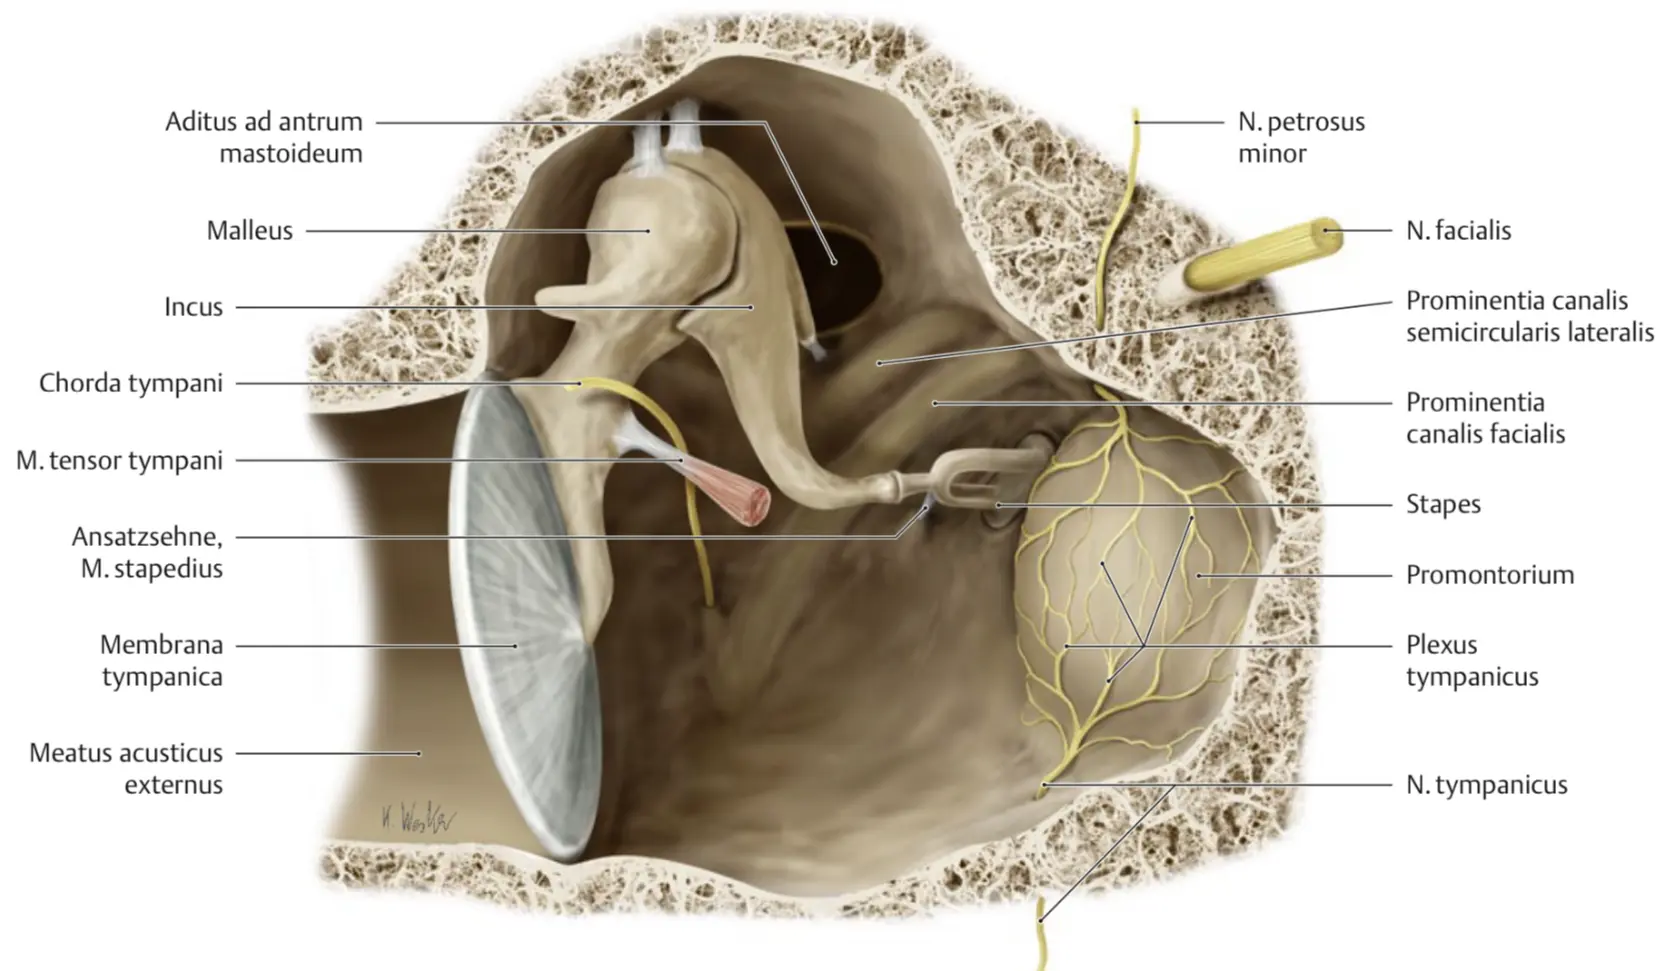 Aditus ad antrum
mastoideum
Malleus
Incus
Chorda tympani
M. tensor tympani
Ansatzsehne,
M. stapedius
Membrana
tympanica
Meatus acusticus
externus
K. Wesker
N. petrosus
minor
N. facialis
Prominentia canalis
semicircularis lateralis
Prominentia
canalis facialis
Stapes
Promontorium
Plexus
tympanicus
N. tympanicus